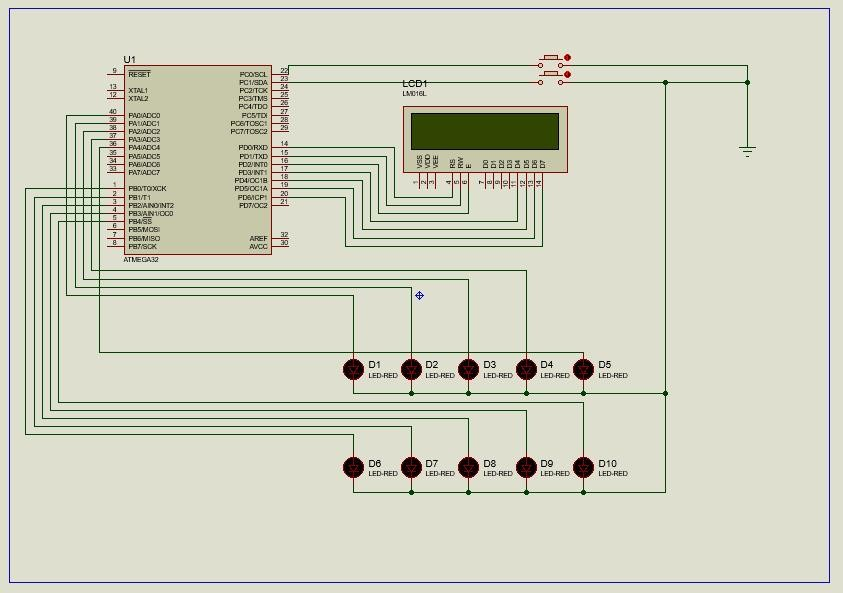 U1
9 RESET
13 XTAL1
12 XTAL2
40 PA0/ADC0
39 PA1/ADC1
38 PA2/ADC2
37 PA3/ADC3
36 PA4/ADC4
35 PA5/ADC5
34 PA6/ADC6
33 PA7/ADC7
1 PB0/T0/XCK
2 PB1/T1
3 PB2/AIN0/INT2
4 PB3/AIN1/OC0
5 PB4/SS
6 PB5/MOSI
7 PB6/MISO
8 PB7/SCK
PC0/SCL 22
PC1/SDA 23
PC2/TCK 24
PC3/TMS 25
PC4/TDO 26
PC5/TDI 27
PC6/TOSC1 28
PC7/TOSC2 29
PD0/RXD 14
PD1/TXD 15
PD2/INT0 16
PD3/INT1 17
PD4/OC1B 18
PD5/OC1A 19
PD6/ICP1 20
PD7/OC2 21
AREF 32
AVCC 30
ATMEGA32
LCD1
LM016L
VSS VDD VEE RS RW E D0 D1 D2 D3 D4 D5 D6 D7
1 2 3 4 5 6 7 8 9 10 11 12 13 14
D1 D2 D3 D4 D5
LED-RED LED-RED LED-RED LED-RED LED-RED
D6 D7 D8 D9 D10
LED-RED LED-RED LED-RED LED-RED LED-RED